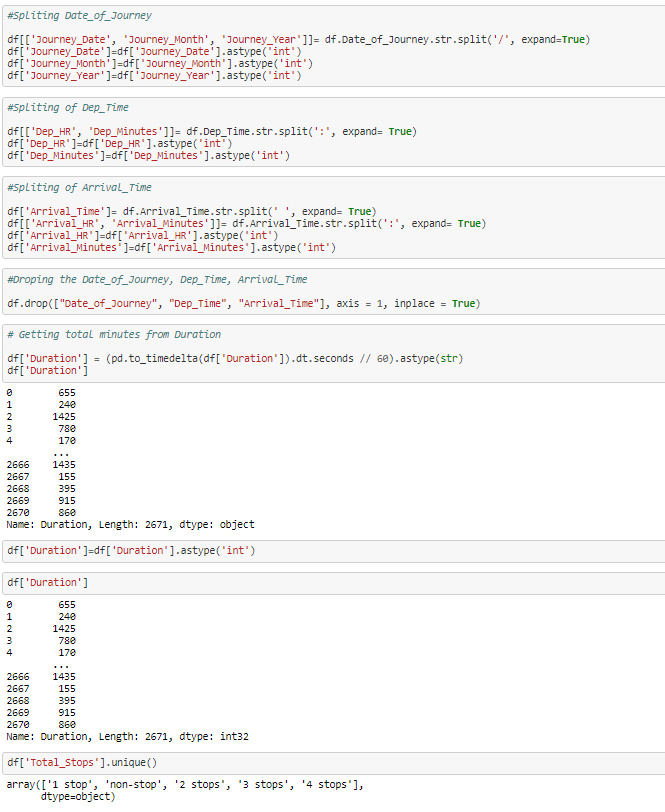 #Spliting Date_of_Journey
df[['Journey_Date', 'Journey_Month', 'Journey_Year']]= df.Date_of_Journey.str.split('/', expand=True)
df['Journey_Date']=df['Journey_Date'].astype('int')
df['Journey_Month']=df['Journey_Month'].astype('int')
df['Journey_Year']=df['Journey_Year'].astype('int')
#Spliting of Dep_Time
df[['Dep_HR', 'Dep_Minutes']]= df.Dep_Time.str.split(':', expand= True)
df['Dep_HR']=df['Dep_HR'].astype('int')
df['Dep_Minutes']=df['Dep_Minutes'].astype('int')
#Spliting of Arrival_Time
df['Arrival_Time']= df.Arrival_Time.str.split(' ', expand= True)
df[['Arrival_HR', 'Arrival_Minutes']]= df.Arrival_Time.str.split(':', expand= True)
df['Arrival_HR']=df['Arrival_HR'].astype('int')
df['Arrival_Minutes']=df['Arrival_Minutes'].astype('int')
#Droping the Date_of_Journey, Dep_Time, Arrival_Time
df.drop(["Date_of_Journey", "Dep_Time", "Arrival_Time"], axis = 1, inplace = True)
# Getting total minutes from Duration
df['Duration'] = (pd.to_timedelta(df['Duration']).dt.seconds // 60).astype(str)
df['Duration']
0 655
1 240
2 1425
3 780
4 170
...
2666 1435
2667 155
2668 395
2669 915
2670 860
Name: Duration, Length: 2671, dtype: object
df['Duration']=df['Duration'].astype('int')
df['Duration']
0 655
1 240
2 1425
3 780
4 170
...
2666 1435
2667 155
2668 395
2669 915
2670 860
Name: Duration, Length: 2671, dtype: int32
df['Total_Stops'].unique()
array(['1 stop', 'non-stop', '2 stops', '3 stops', '4 stops'],
dtype=object)